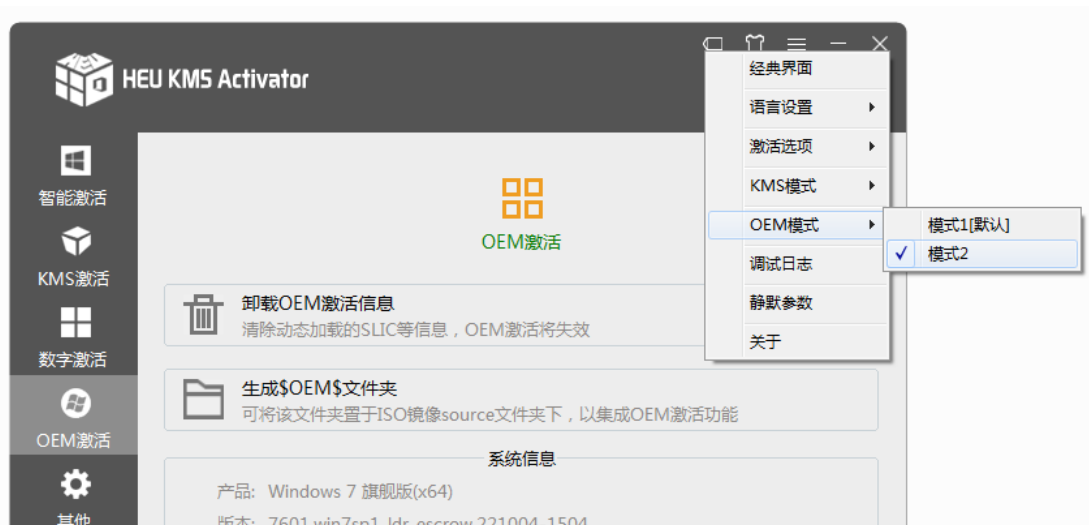 HEU KMS Activator
智能激活
KMS激活
数字激活
OEM激活
其他
OEM激活
卸载OEM激活信息
清除动态加载的SLIC等信息，OEM激活将失效
生成$OEM$文件夹
可将该文件夹置于ISO镜像source文件夹下，以集成OEM激活功能
系统信息
产品: Windows 7 旗舰版(x64)
版本: 7601.win7sp1_ldr_escrow.221004-1504
经典界面
语言设置
激活选项
KMS模式
OEM模式
调试日志
静默参数
关于
模式1[默认]
模式2